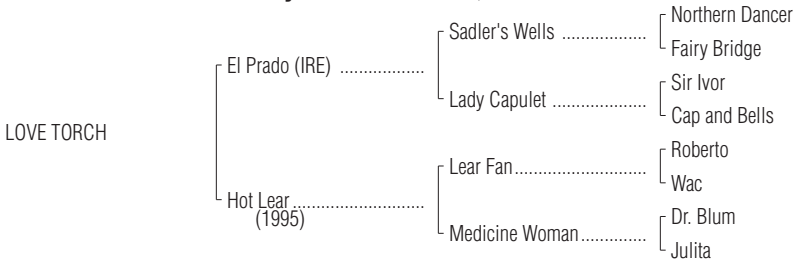 Northern Dancer
Sadler's Wells ..................
Fairy Bridge
El Prado (IRE) ..................
Sir Ivor
Lady Capulet ....................
Cap and Bells
LOVE TORCH
Roberto
Lear Fan............................
Wac
Hot Lear ............................
(1995)
Dr. Blum
Medicine Woman..............
Julita